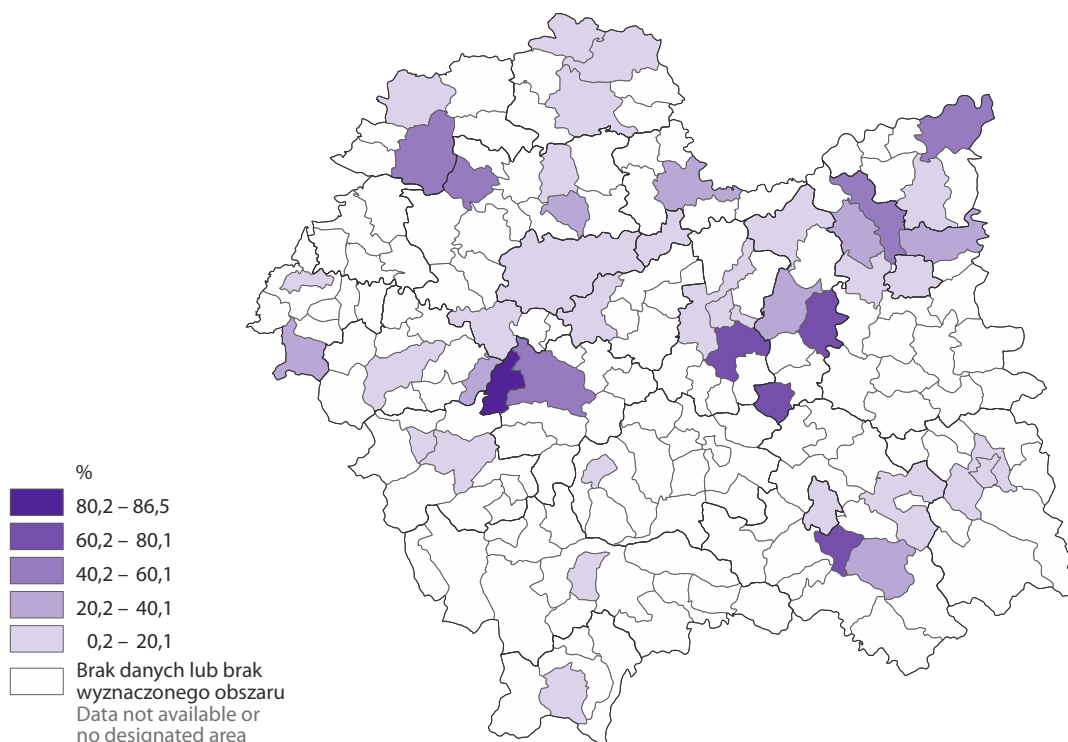 %
80,2 – 86,5
60,2 – 80,1
40,2 – 60,1
20,2 – 40,1
0,2 – 20,1
Brak danych lub brak
wyznaczonego obszaru
Data not available or
no designated area